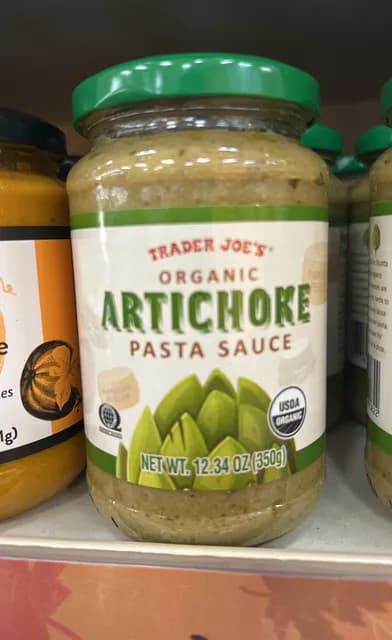 TRADER JOE'S
ORGANIC
ARTICHOKE
PASTA SAUCE
USDA
ORGANIC
NET WT. 12.34 OZ (350g)